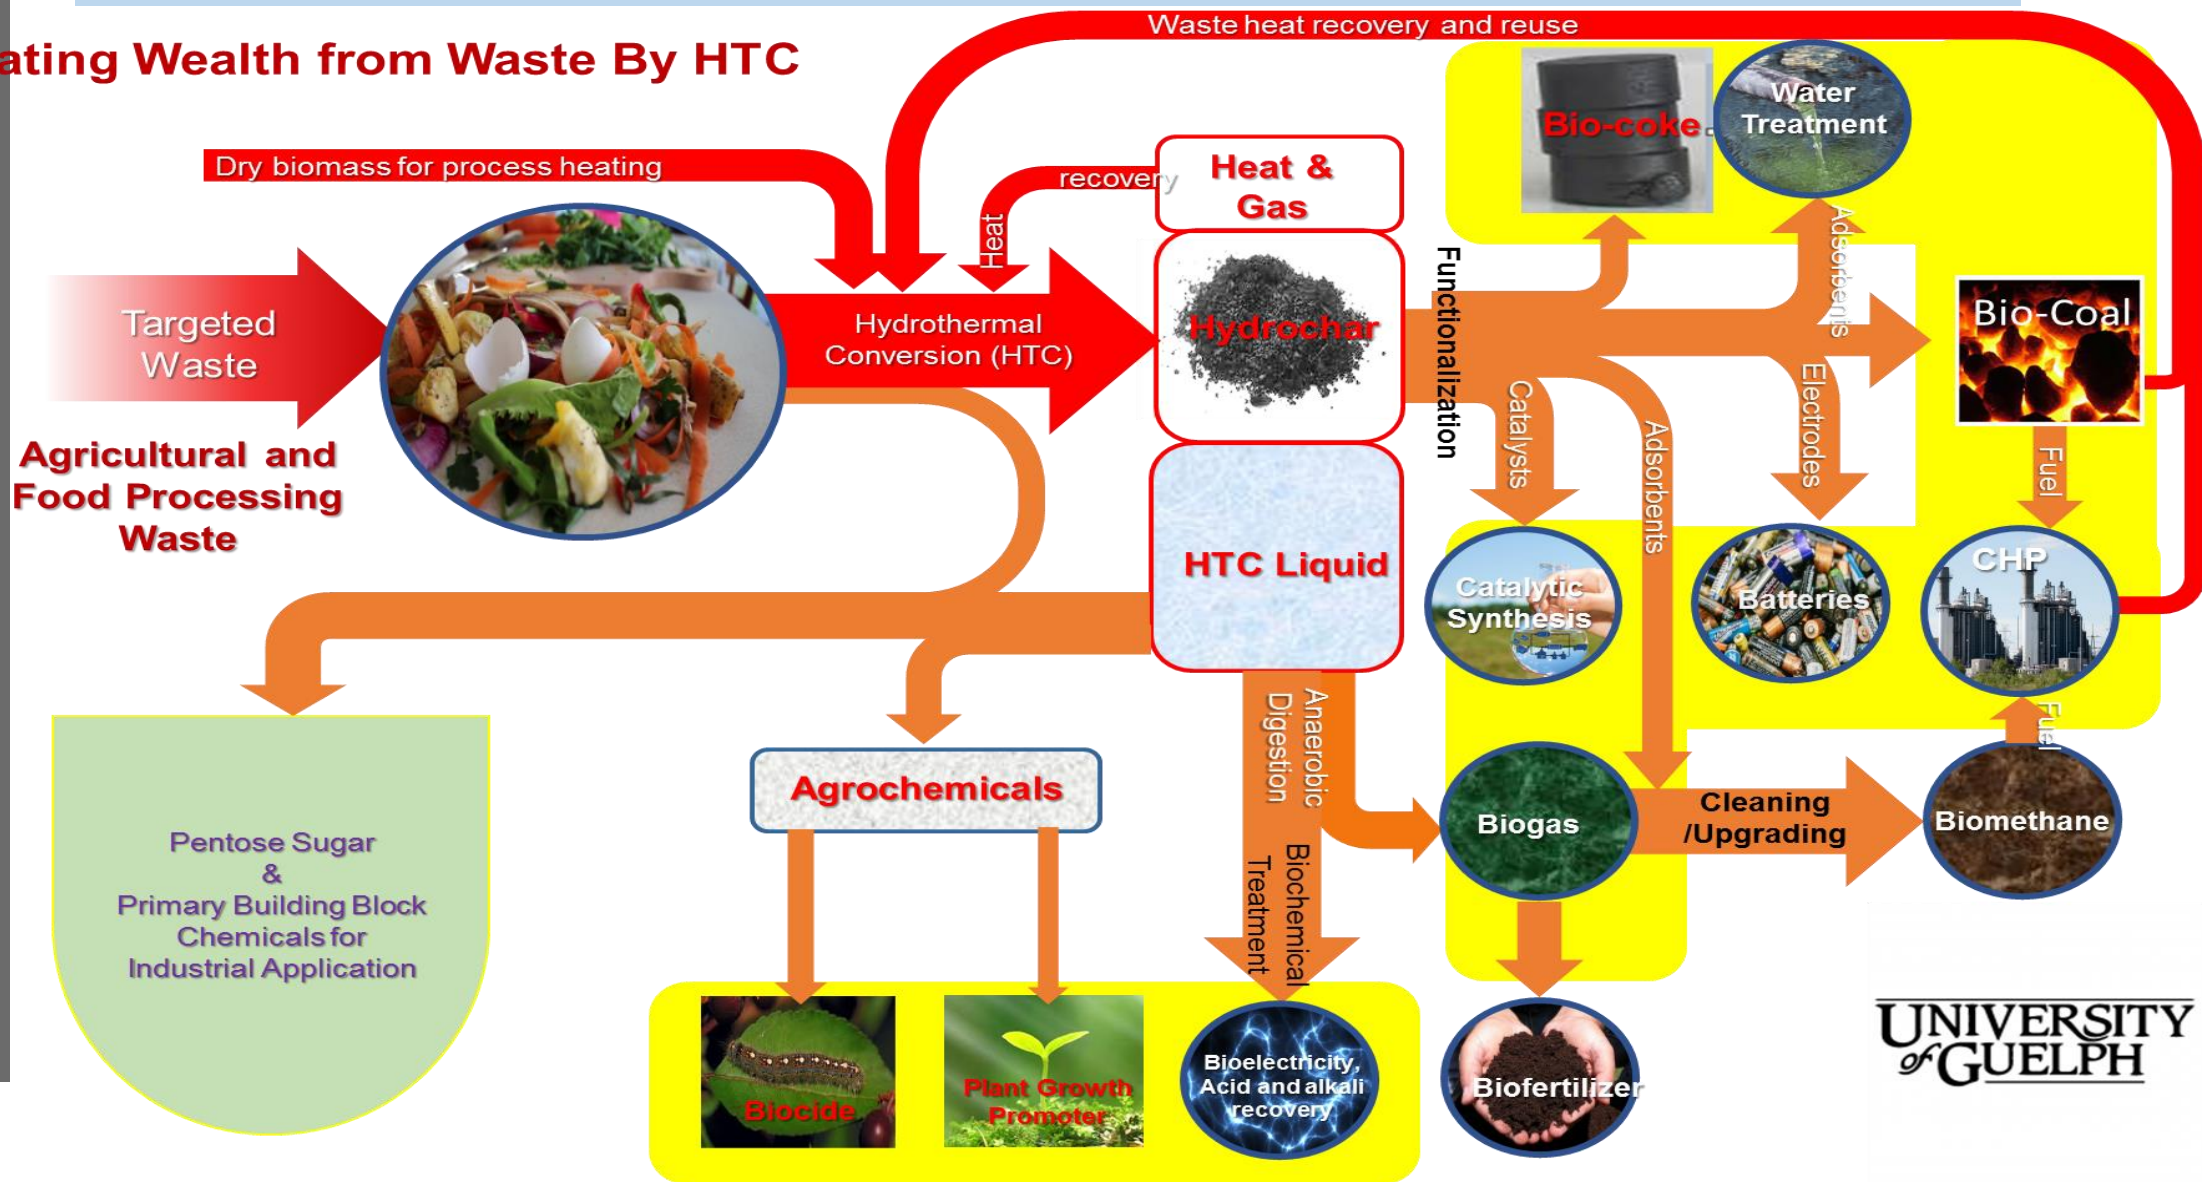 Waste heat recovery and reuse
ating Wealth from Waste By HTC
Dry biomass for process heating
recovery
Heat
Heat &
Gas
Bio-coke
Water
Treatment
Targeted
Waste
Hydrothermal
Conversion (HTC)
Hydrochar
Functionalization
Adsorbents
Bio-Coal
Catalysts
Adsorbents
Electrodes
Fuel
Agricultural and
Food Processing
Waste
HTC Liquid
Catalytic
Synthesis
Batteries
CHP
Fuel
Anaerobic
Digestion
Agrochemicals
Biogas
Cleaning
/Upgrading
Biomethane
Pentose Sugar
&
Primary Building Block
Chemicals for
Industrial Application
Biochemical
Treatment
Biocide
Plant Growth
Promoter
Bioelectricity,
Acid and alkali
recovery
Biofertilizer
UNIVERSITY
of GUELPH